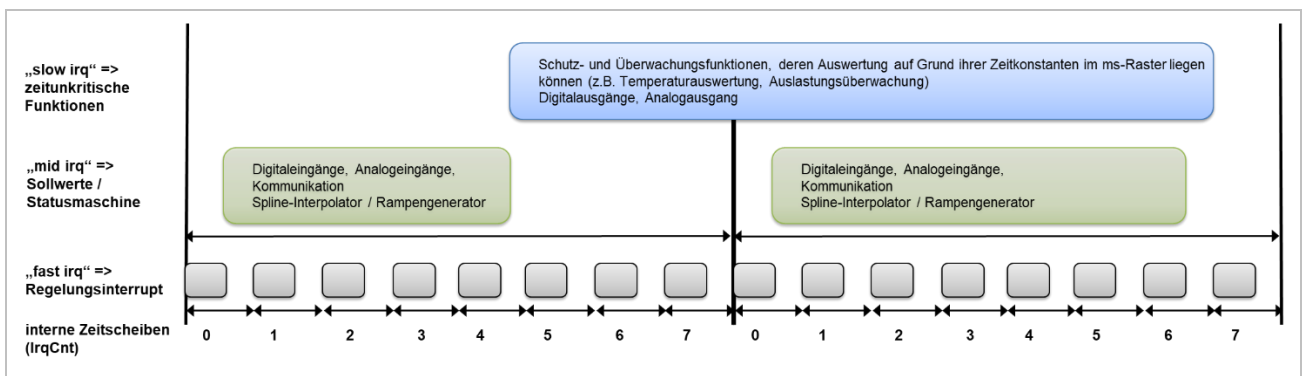 „slow irq“ =>
zeitunkritische
Funktionen
Schutz- und Überwachungsfunktionen, deren Auswertung auf Grund ihrer Zeitkonstanten im ms-Raster liegen
können (z.B. Temperaturauswertung, Auslastungsüberwachung)
Digitalausgänge, Analogausgang
„mid irq“ =>
Sollwerte /
Statusmaschine
Digitaleingänge, Analogeingänge,
Kommunikation
Spline-Interpolator / Rampengenerator
Digitaleingänge, Analogeingänge,
Kommunikation
Spline-Interpolator / Rampengenerator
„fast irq“ =>
Regelungsinterrupt
interne Zeitscheiben
(IrqCnt)
0 1 2 3 4 5 6 7 0 1 2 3 4 5 6 7